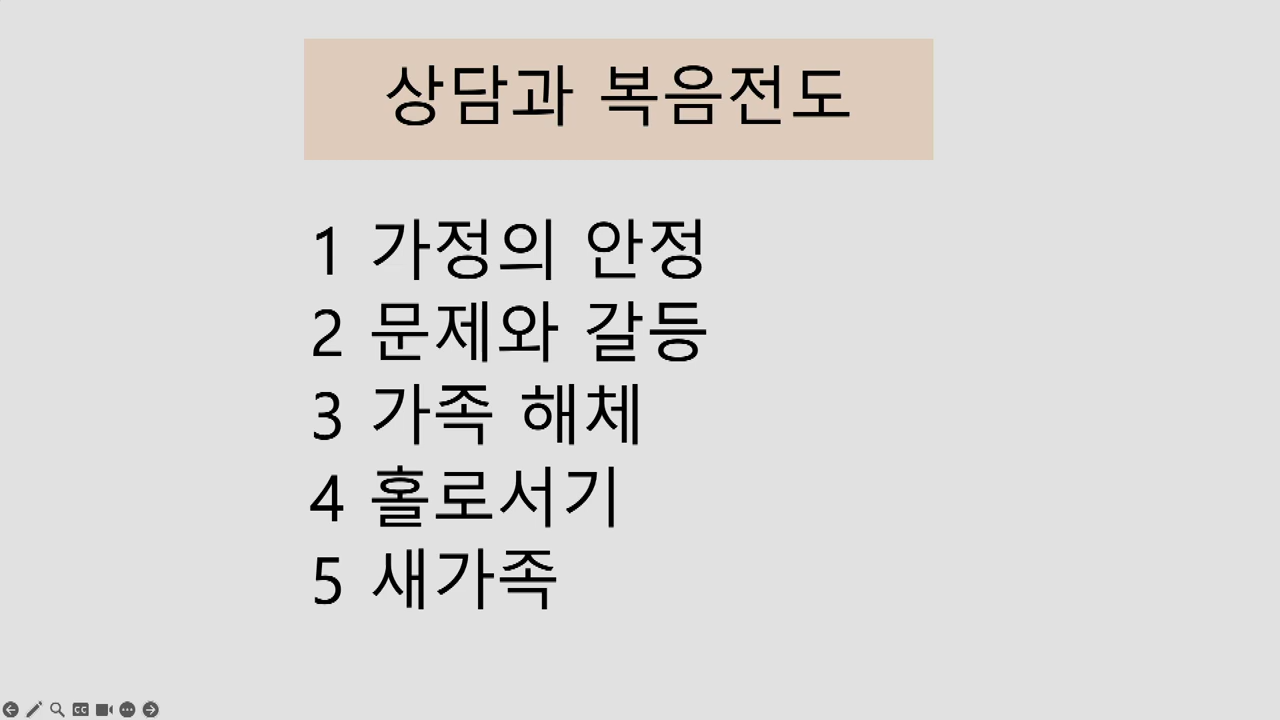 상담과 복음전도
1 가정의 안정
2 문제와 갈등
3 가족 해체
4 홀로서기
5 새가족
CC